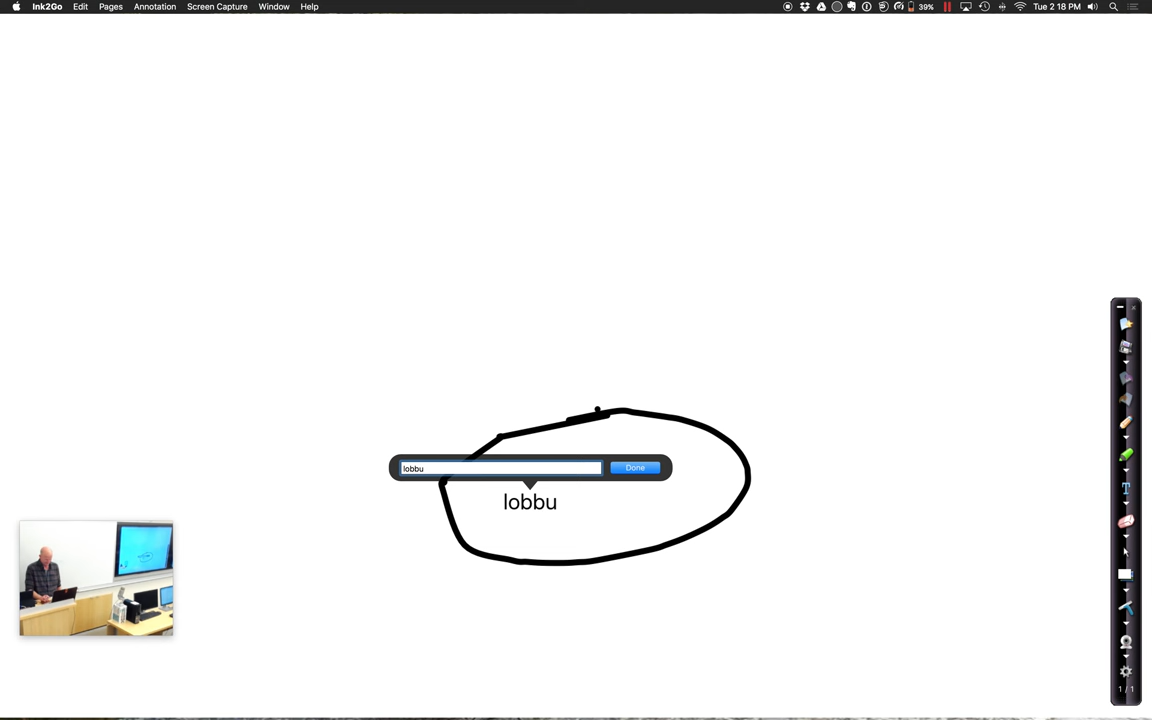 Ink2Go Edit Pages Annotation Screen Capture Window Help 39% Tue 2 18 PM
lobbu Done
lobbu
T
1 / 1